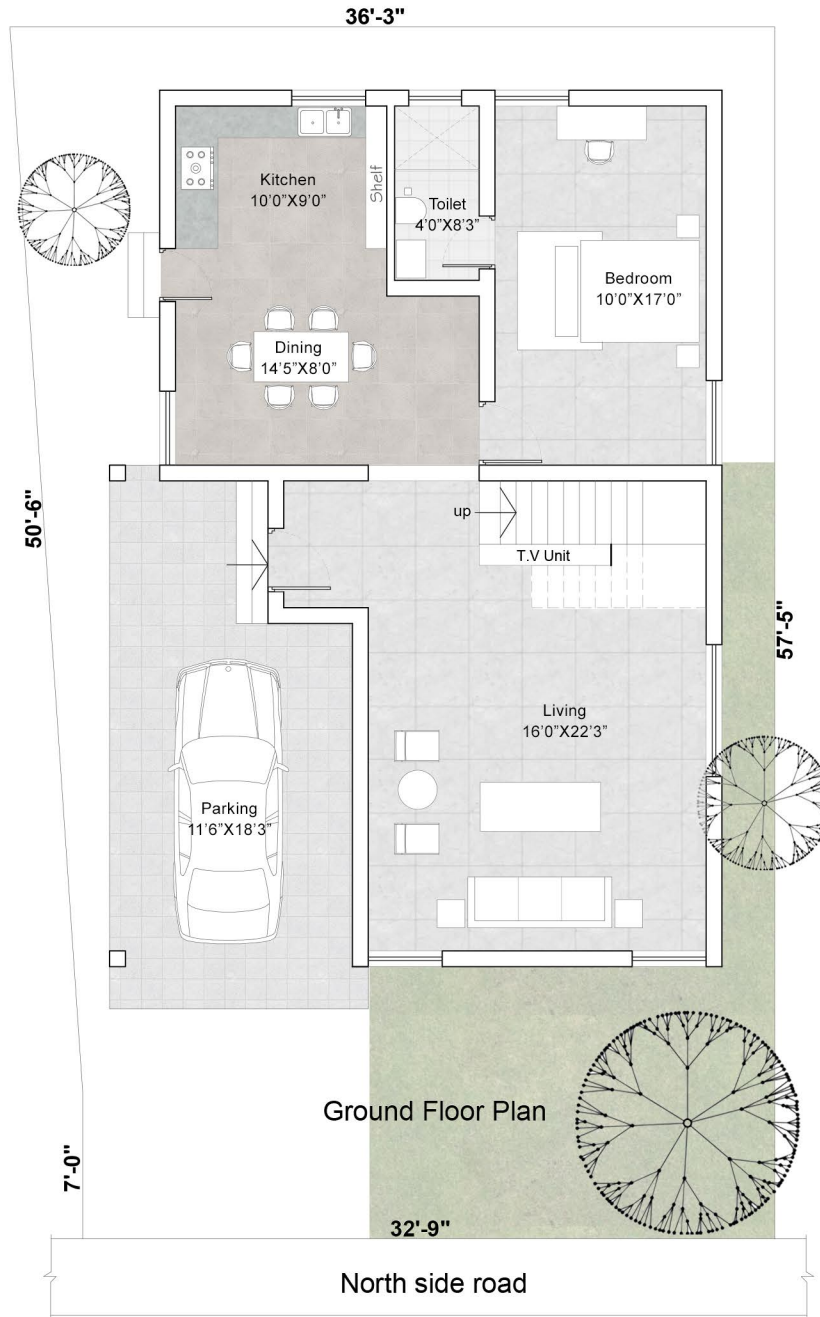 36'-3"
Kitchen
10'0”X9'0”
Shelf
Toilet
4'0”X8'3”
Bedroom
10'0”X17'0”
Dining
14'5”X8'0”
50'-6"
up
T.V Unit
57'-5"
Living
16'0”X22'3”
Parking
11'6”X18'3”
Ground Floor Plan
7'-0"
32'-9"
North side road